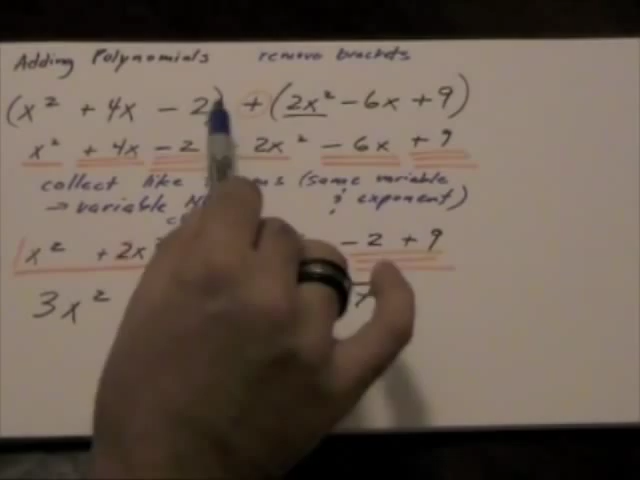 Adding Polynomials remove brackets
(x² + 4x - 2) + (2x² - 6x + 9)
x² + 4x - 2 2x² - 6x + 9
collect like (same variable
→ variable & exponent)
x² + 2x - 2 + 9
3x²